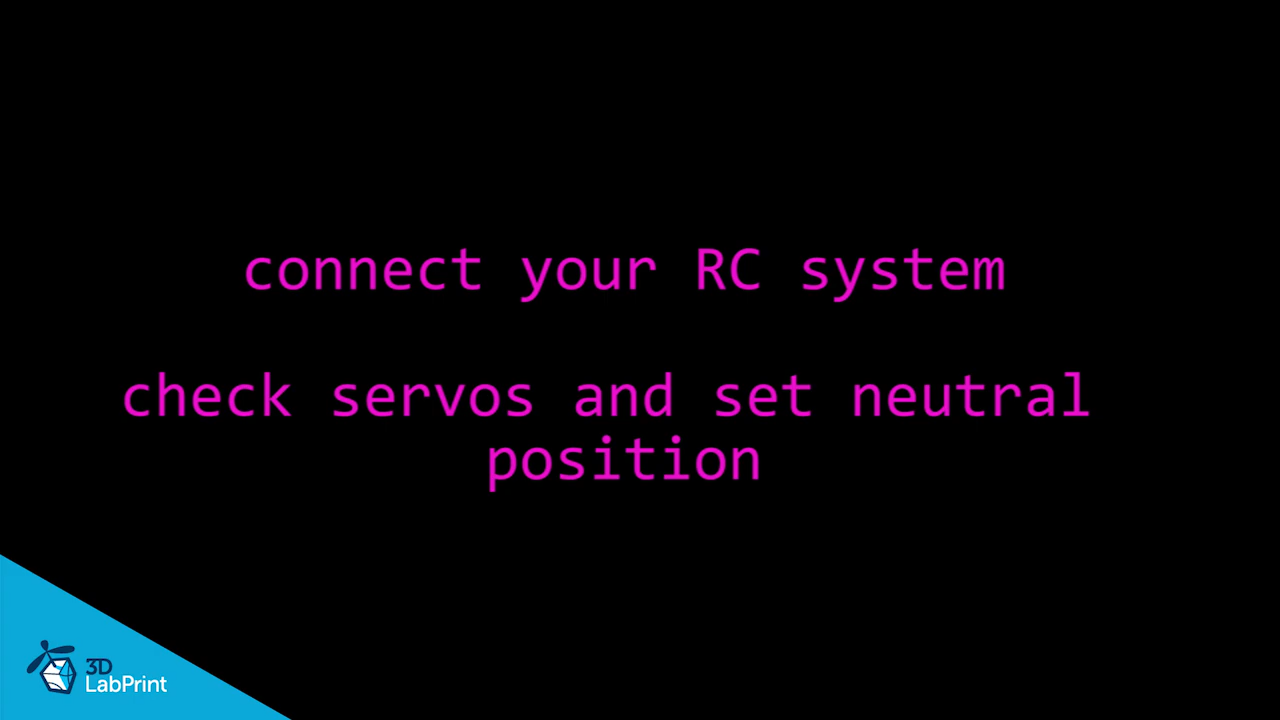 connect your RC system
check servos and set neutral
position
3D
LabPrint